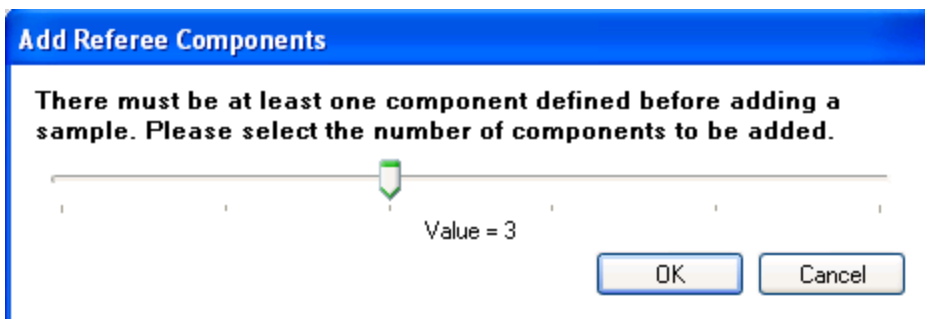 Add Referee Components
There must be at least one component defined before adding a
sample. Please select the number of components to be added.
Value = 3
OK
Cancel